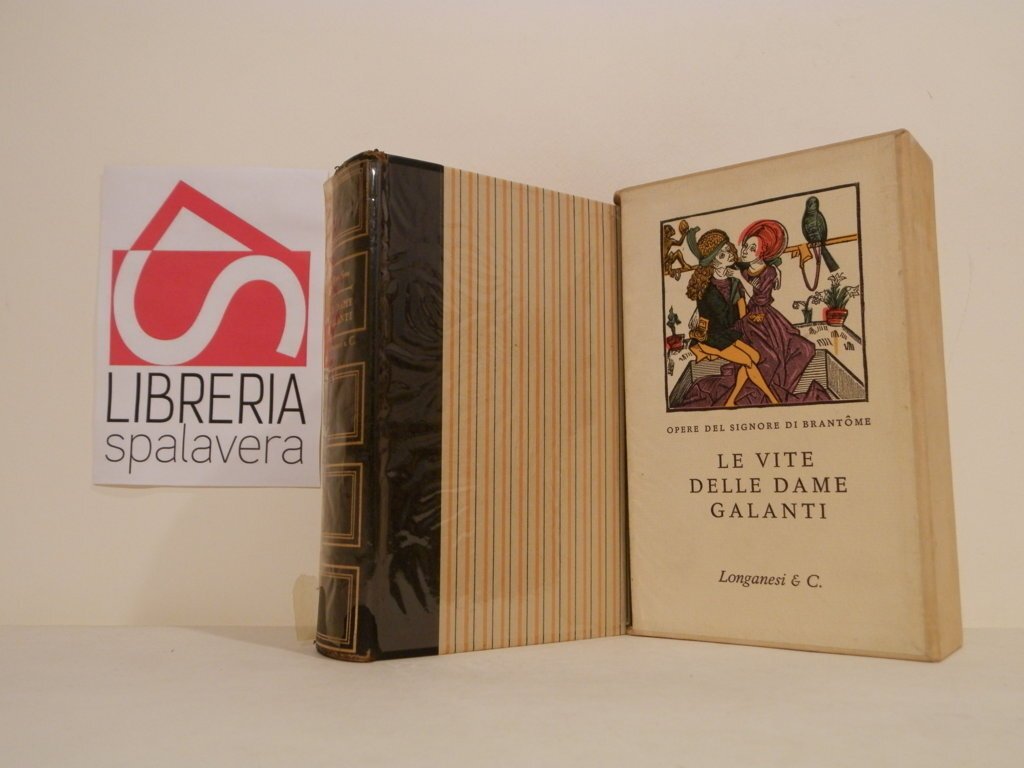 LIBRERIA
spalavera
OPERE DEL SIGNORE DI BRANTÔME
LE VITE
DELLE DAME
GALANTI
Longanesi & C.